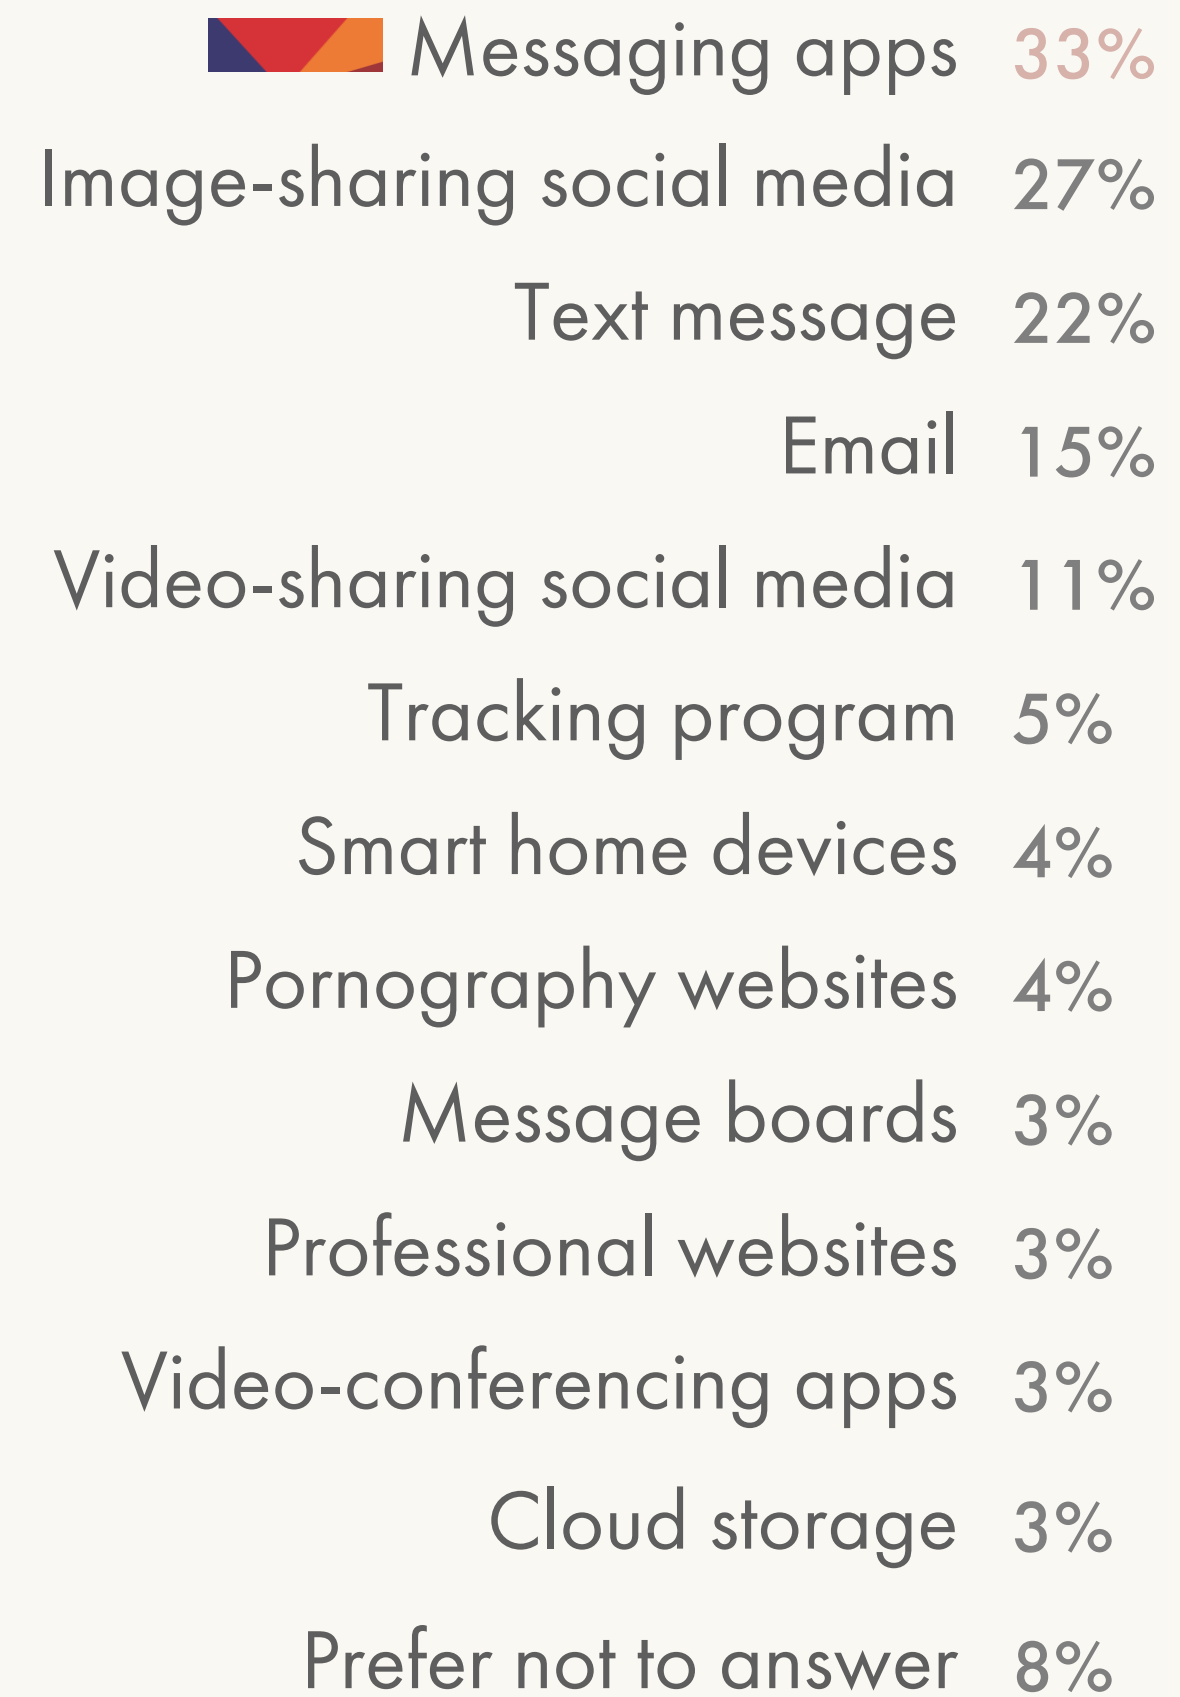 Messaging apps 33%
Image-sharing social media 27%
Text message 22%
Email 15%
Video-sharing social media 11%
Tracking program 5%
Smart home devices 4%
Pornography websites 4%
Message boards 3%
Professional websites 3%
Video-conferencing apps 3%
Cloud storage 3%
Prefer not to answer 8%